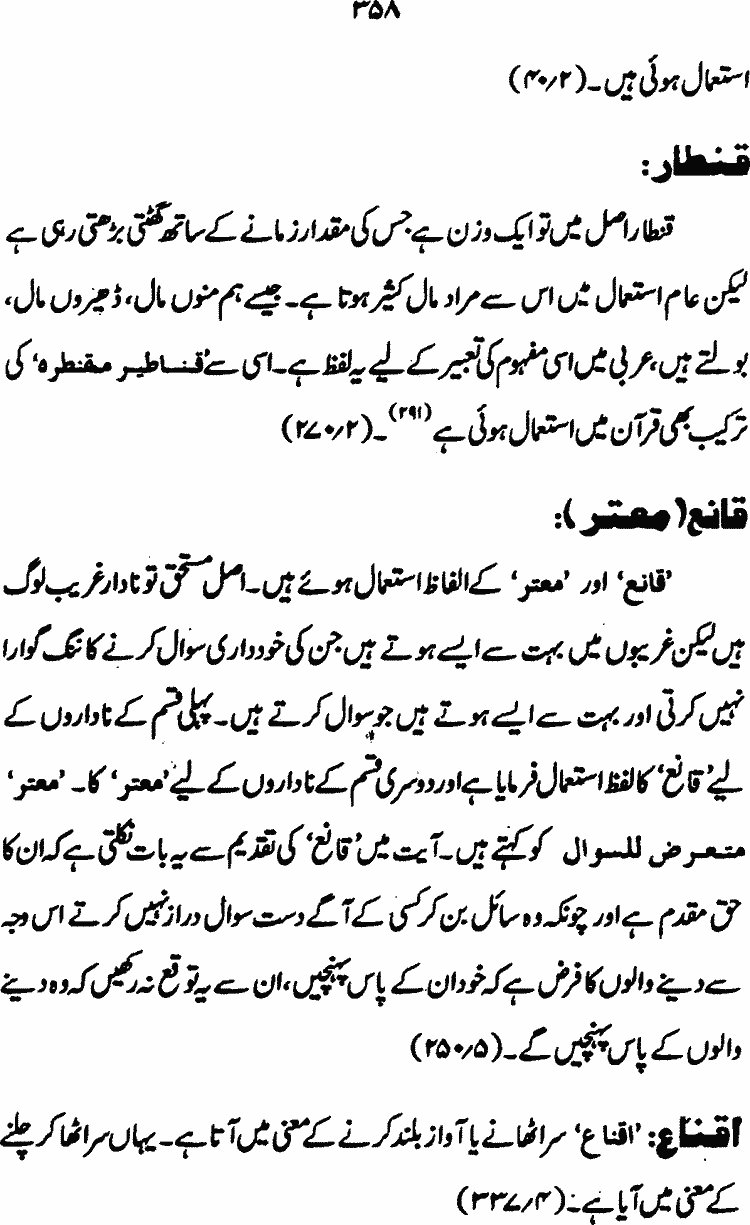 ۳۵۸
استعمال ہوئی ہیں۔(۴۰/۲)
قنطار:
قنطار اصل میں تو ایک وزن ہے جس کی مقدار زمانے کے ساتھ گھٹتی بڑھتی رہی ہے
لیکن عام استعمال میں اس سے مراد مال کثیر ہوتا ہے۔ جیسے ہم منوں مال، ڈھیروں مال،
بولتے ہیں، عربی میں اسی مفہوم کی تعبیر کے لیے یہ لفظ ہے۔ اسی سے ’قناطیر مقنطرہ‘ کی
ترکیب بھی قرآن میں استعمال ہوئی ہے (۲۹۱)۔(۲۷۰/۲)
قانع(معتر):
’قانع‘ اور ’معتر‘ کے الفاظ استعمال ہوئے ہیں۔ اصل مستحق تو نادار غریب لوگ
ہیں لیکن غریبوں میں بہت سے ایسے ہوتے ہیں جن کی خودداری سوال کرنے کا ننگ گوارا
نہیں کرتی اور بہت سے ایسے ہوتے ہیں جو سوال کرتے ہیں۔ پہلی قسم کے ناداروں کے
لیے ’قانع‘ کا لفظ استعمال فرمایا ہے اور دوسری قسم کے ناداروں کے لیے ’معتر‘ کا۔ ’معتر‘
متعرض للسوال کو کہتے ہیں۔ آیت میں ’قانع‘ کی تقدیم سے یہ بات نکلتی ہے کہ ان کا
حق مقدم ہے اور چونکہ وہ سائل بن کر کسی کے آگے دست سوال دراز نہیں کرتے اس وجہ
سے دینے والوں کا فرض ہے کہ خود ان کے پاس پہنچیں، ان سے یہ توقع نہ رکھیں کہ وہ دینے
والوں کے پاس پہنچیں گے۔(۲۵۰/۵)
اقناع: ’اقناع‘ سر اٹھانے یا آواز بلند کرنے کے معنی میں آتا ہے۔ یہاں سر اٹھا کر چلنے
کے معنی میں آیا ہے۔(۳۳۷/۴)